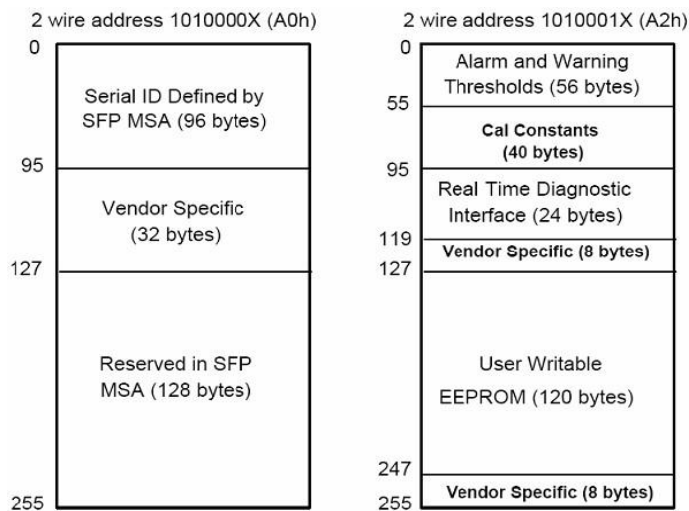 2 wire address 1010000X (A0h)
0
Serial ID Defined by
SFP MSA (96 bytes)
95
Vendor Specific
(32 bytes)
127
Reserved in SFP
MSA (128 bytes)
255
2 wire address 1010001X (A2h)
0
Alarm and Warning
Thresholds (56 bytes)
55
Cal Constants
(40 bytes)
95
Real Time Diagnostic
Interface (24 bytes)
119
Vendor Specific (8 bytes)
127
User Writable
EEPROM (120 bytes)
247
Vendor Specific (8 bytes)
255